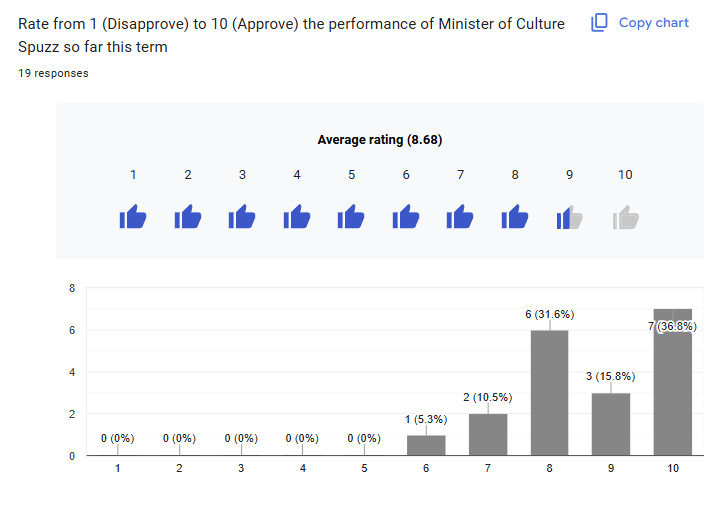 Rate from 1 (Disapprove) to 10 (Approve) the performance of Minister of Culture
Spuzz so far this term
Copy chart
19 responses
Average rating (8.68)
1 2 3 4 5 6 7 8 9 10
8
6
4
2
0
0 (0%) 0 (0%) 0 (0%) 0 (0%) 0 (0%) 1 (5.3%) 2 (10.5%) 6 (31.6%) 3 (15.8%) 7 (36.8%)
1 2 3 4 5 6 7 8 9 10